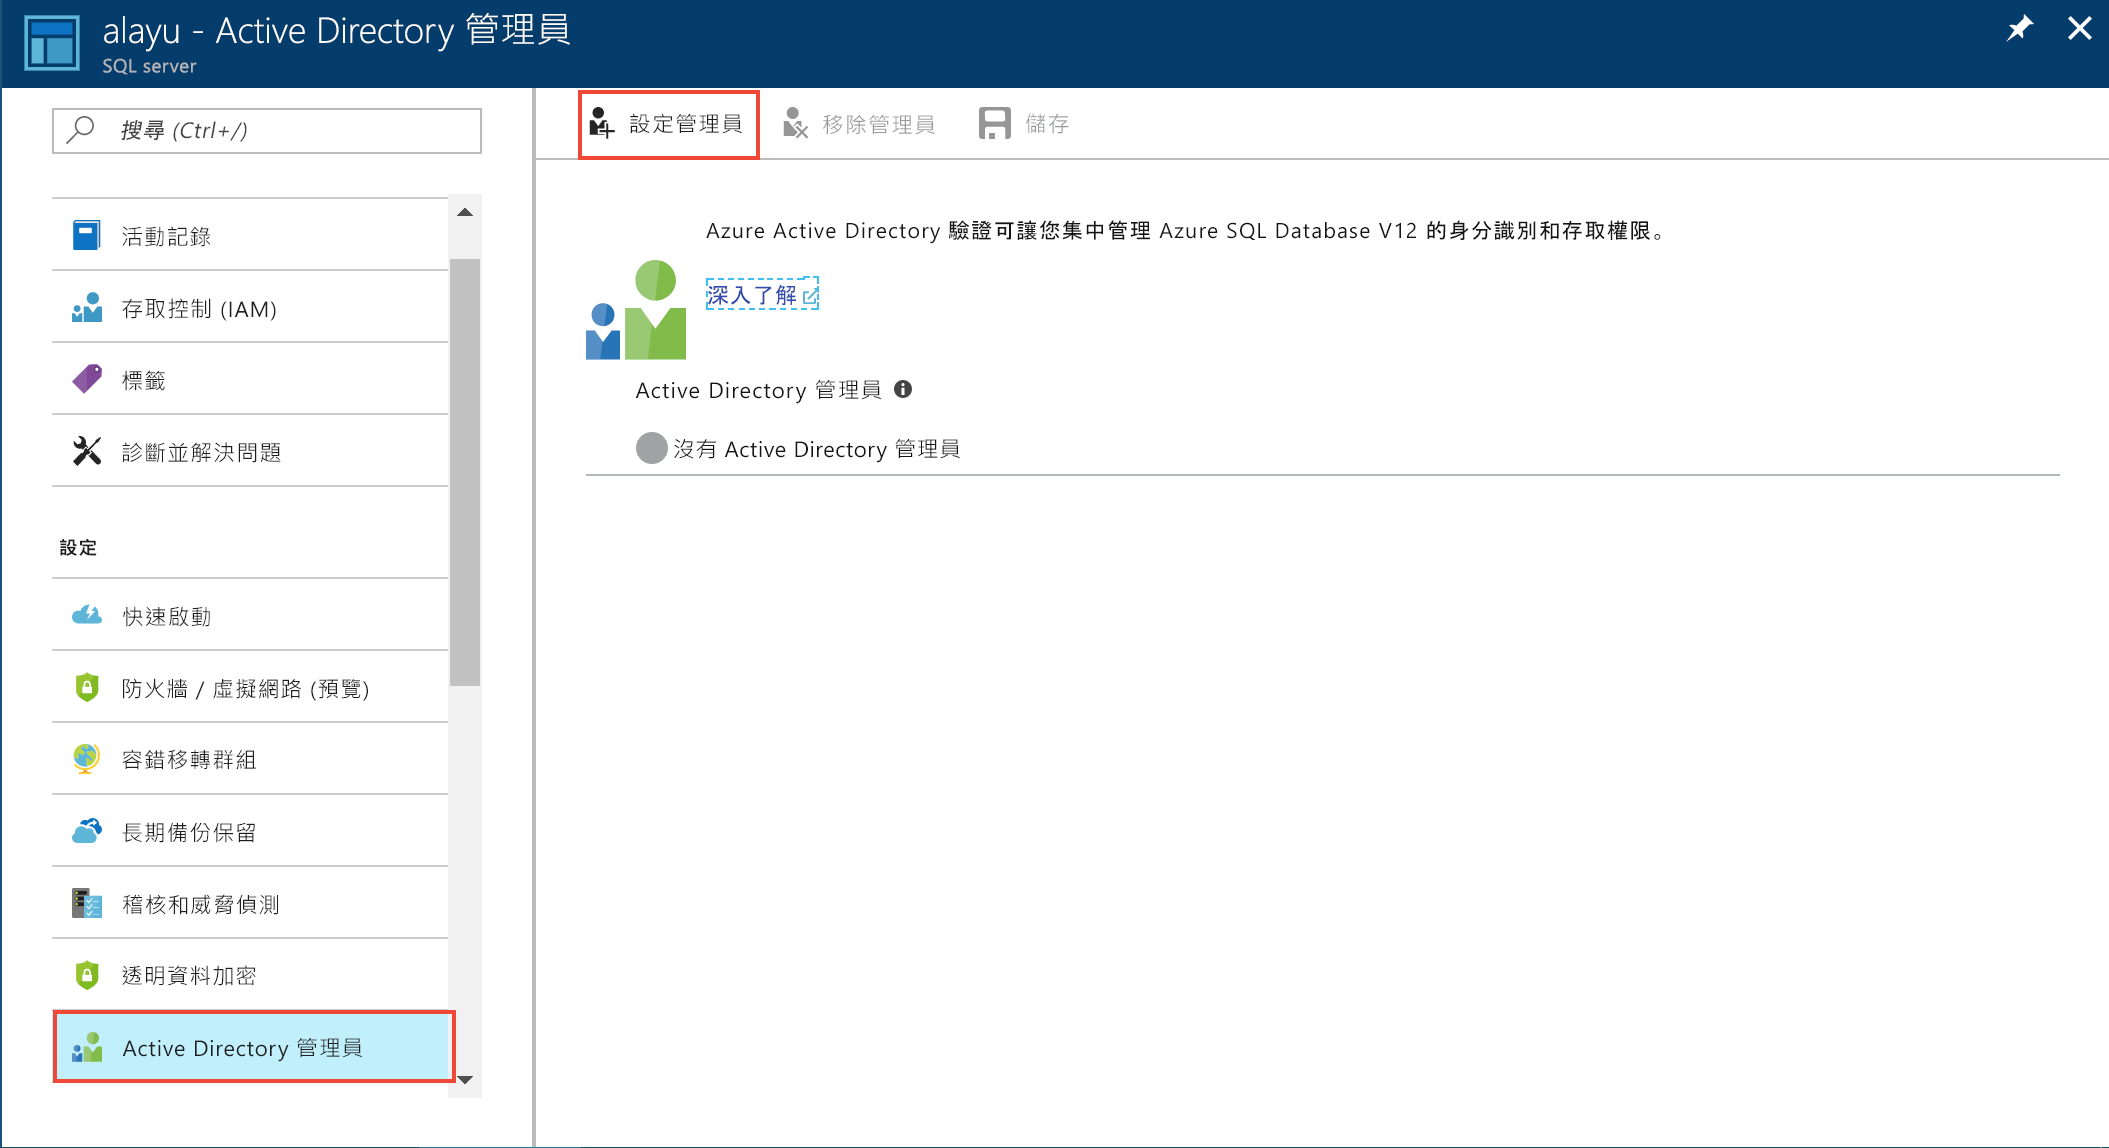 alayu - Active Directory 管理員
SQL server
搜尋 (Ctrl+/)
活動記錄
存取控制 (IAM)
標籤
診斷並解決問題
設定
快速啟動
防火牆 / 虛擬網路 (預覽)
容錯移轉群組
長期備份保留
稽核和威脅偵測
透明資料加密
Active Directory 管理員
設定管理員
移除管理員
儲存
Azure Active Directory 驗證可讓您集中管理 Azure SQL Database V12 的身分識別和存取權限。
深入了解
Active Directory 管理員
沒有 Active Directory 管理員